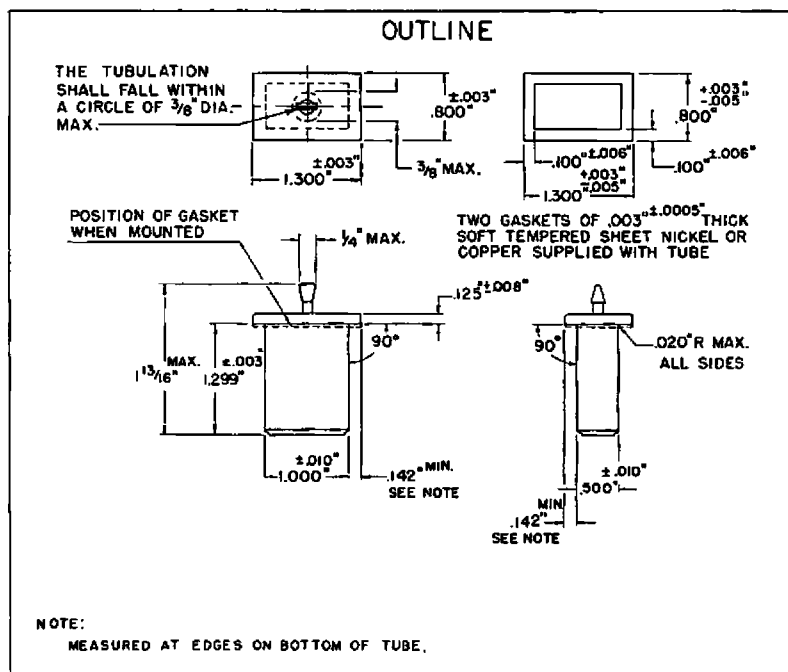 OUTLINE
THE TUBULATION
SHALL FALL WITHIN
A CIRCLE OF 3/8" DIA.
MAX.
±.003"
.800"
±.003"
1.300"
3/8" MAX.
+.003"
-.005"
.800"
.100" ±.006"
.100" ±.006"
+.003"
-.005"
1.300"
TWO GASKETS OF .003" ±.0005" THICK
SOFT TEMPERED SHEET NICKEL OR
COPPER SUPPLIED WITH TUBE
POSITION OF GASKET
WHEN MOUNTED
1/4" MAX.
.125" ±.008"
1 13/16" MAX.
±.003
1.299"
90°
90°
.020" R MAX.
ALL SIDES
±.010"
1.000"
.142" MIN.
SEE NOTE
±.010"
.500"
MIN
.142"
SEE NOTE
NOTE:
MEASURED AT EDGES ON BOTTOM OF TUBE.